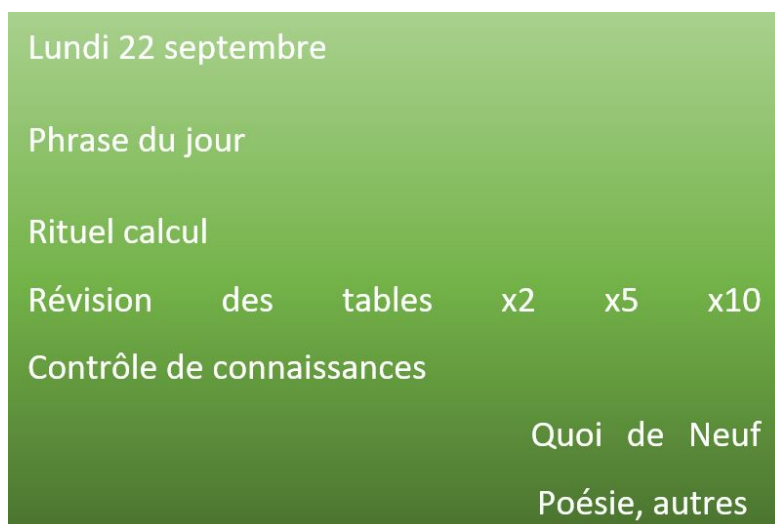 Lundi 22 septembre
Phrase du jour
Rituel calcul
Révision des tables x2 x5 x10
Contrôle de connaissances
Quoi de Neuf
Poésie, autres